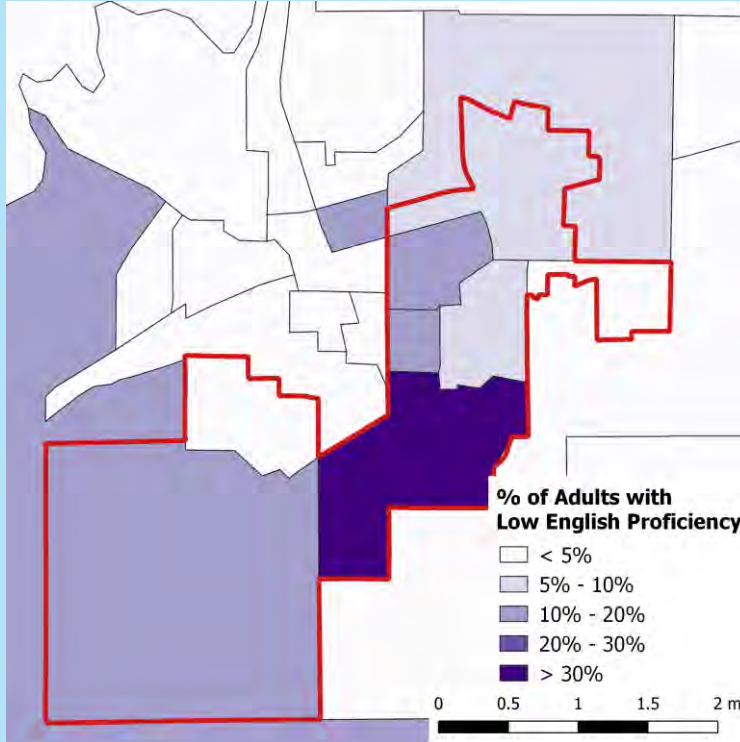 % of Adults with
Low English Proficiency
< 5%
5% - 10%
10% - 20%
20% - 30%
> 30%
0 0.5 1 1.5 2 m